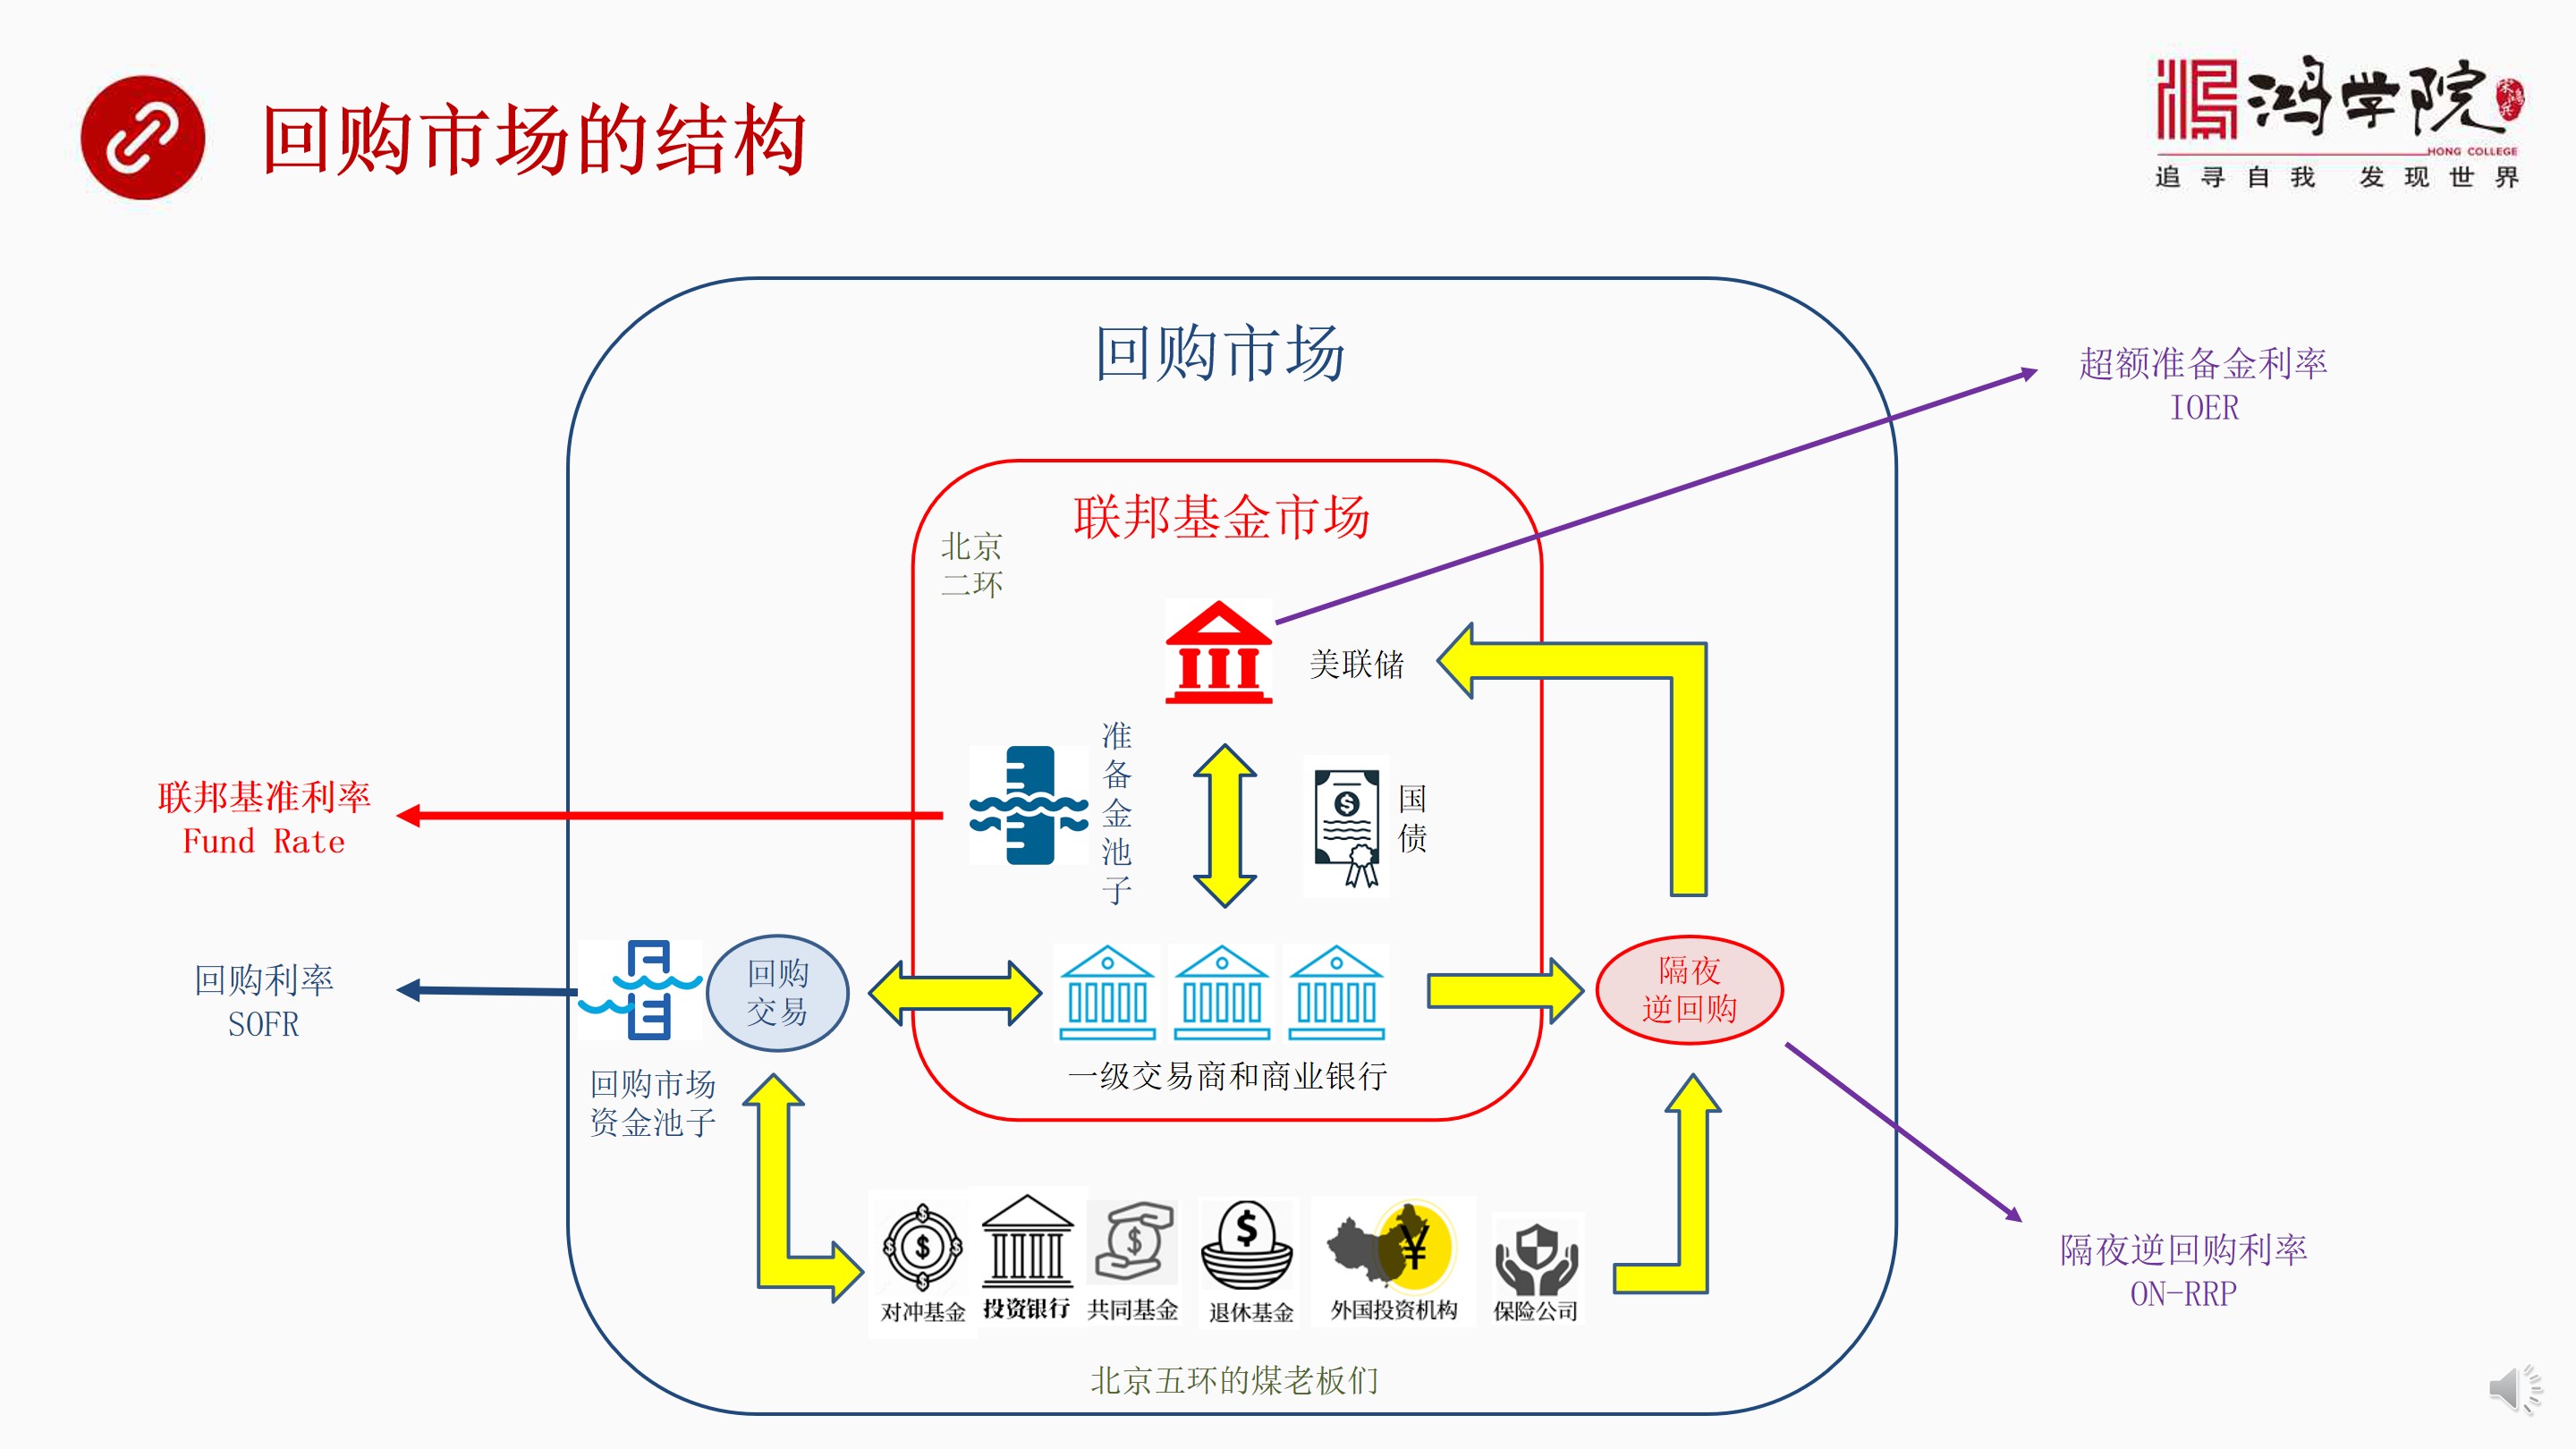 回购市场的结构
鸿学院
HONG COLLEGE
追寻自我 发现世界
回购市场
超额准备金利率
IOER
联邦基金市场
北京
二环
美联储
准备金池子
国债
联邦基准利率
Fund Rate
回购利率
SOFR
回购
交易
隔夜
逆回购
一级交易商和商业银行
回购市场
资金池子
隔夜逆回购利率
ON-RRP
$
$
¥
对冲基金
投资银行
共同基金
退休基金
外国投资机构
保险公司
北京五环的煤老板们